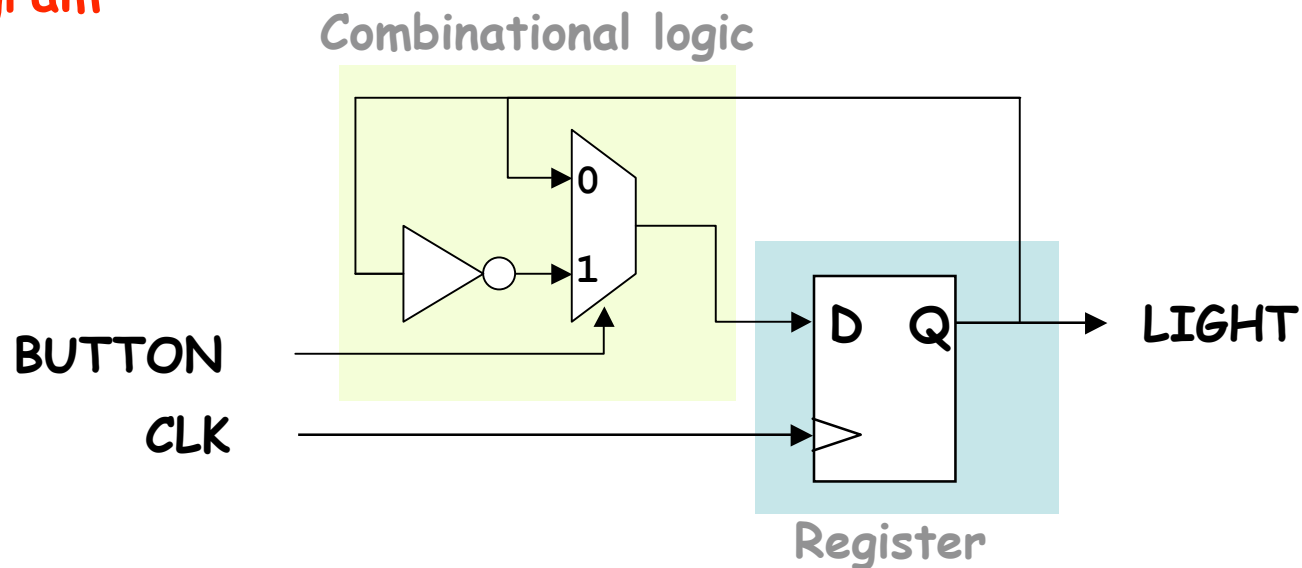 Combinational logic
0
1
BUTTON
D Q
LIGHT
CLK
Register